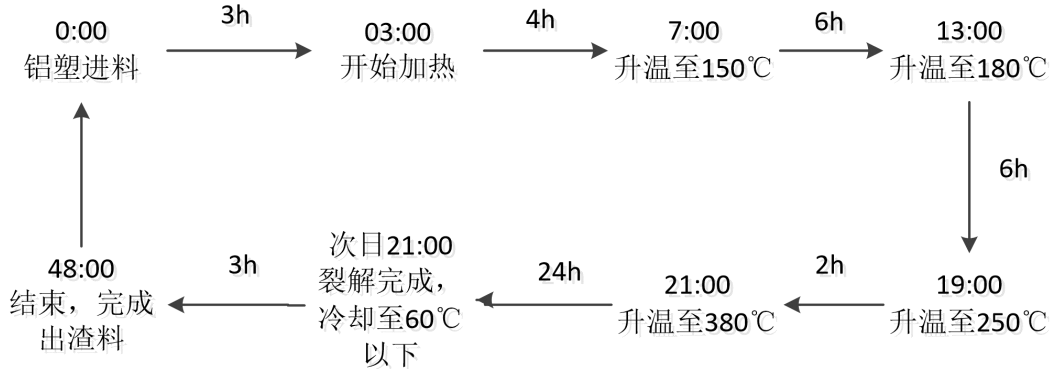 0:00
铝塑进料
3h
03:00
开始加热
4h
7:00
升温至150℃
6h
13:00
升温至180℃
6h
19:00
升温至250℃
2h
21:00
升温至380℃
24h
次日21:00
裂解完成，
冷却至60℃
以下
3h
48:00
结束，完成
出渣料